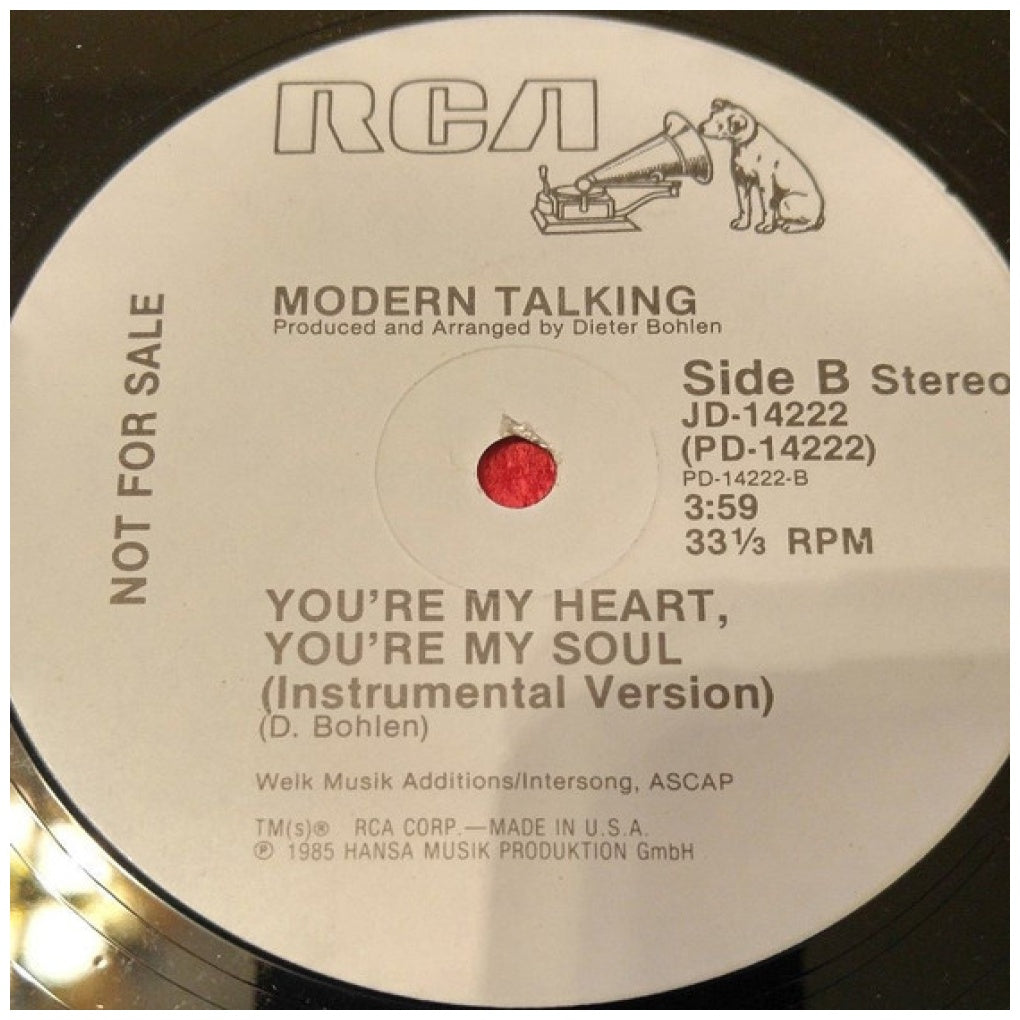 RCA
NOT FOR SALE
MODERN TALKING
Produced and Arranged by Dieter Bohlen
Side B Stereo
JD-14222
(PD-14222)
PD-14222-B
3:59
33⅓ RPM
YOU'RE MY HEART,
YOU'RE MY SOUL
(Instrumental Version)
(D. Bohlen)
Welk Musik Additions/Intersong, ASCAP
TM(s)® RCA CORP.—MADE IN U.S.A.
℗ 1985 HANSA MUSIK PRODUKTION GmbH